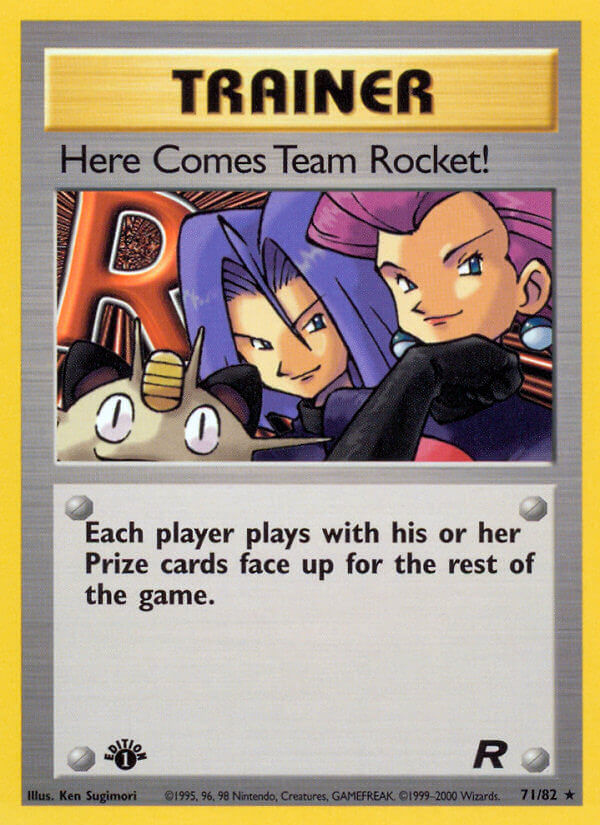 TRAINER
Here Comes Team Rocket!
R
Each player plays with his or her
Prize cards face up for the rest of
the game.
EDITION
1
R
Illus. Ken Sugimori ©1995, 96, 98 Nintendo, Creatures, GAMEFREAK. ©1999-2000 Wizards. 71/82 ★